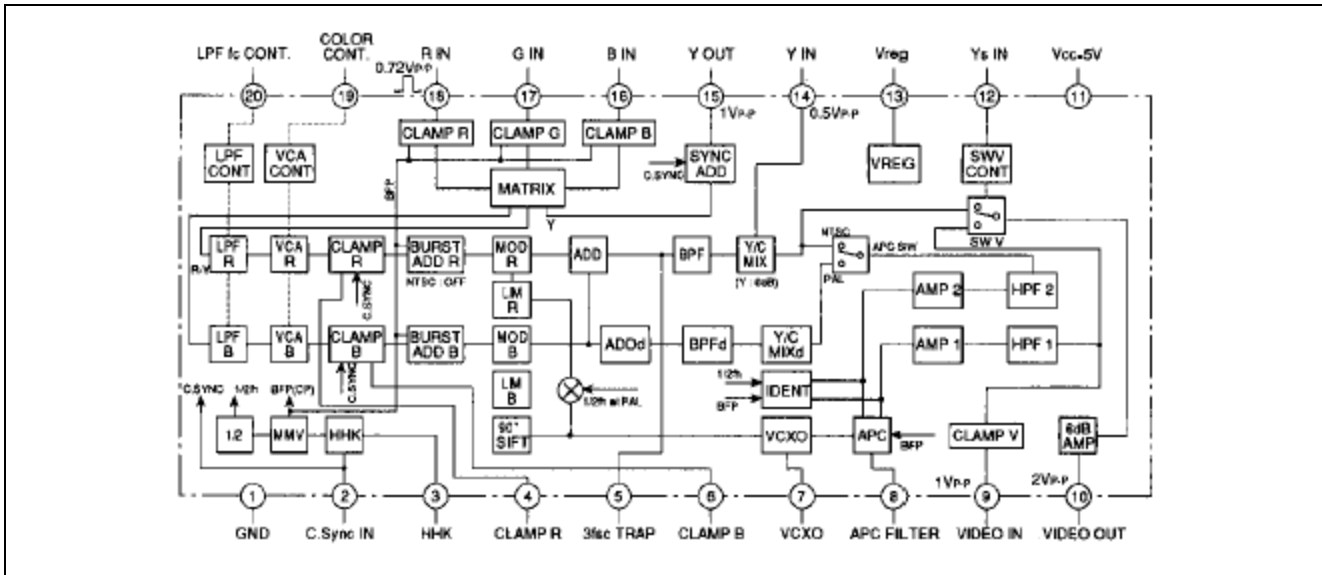 LPF fc CONT.
COLOR
CONT.
R IN
G IN
B IN
Y OUT
Y IN
Vreg
Ys IN
Vcc=5V
0.72VP-P
20
19
18
17
16
15
14
13
12
11
1VP-P
0.5VP-P
CLAMP R
CLAMP G
CLAMP B
LPF
CONT
VCA
CONT
BFP
MATRIX
C.SYNC
SYNC
ADD
VREG
SWV
CONT
Y
R/Y
LPF
R
VCA
R
CLAMP
R
BURST
ADD R
MOD
R
ADD
BPF
Y/C
MIX
NTSC
APC SW
SW V
C.SYNC
NTSC : OFF
(Y : 6dB)
PAL
LIM
R
AMP 2
HPF 2
LPF
B
VCA
B
CLAMP
B
BURST
ADD B
MOD
B
ADDd
BPFd
Y/C
MIXd
AMP 1
HPF 1
C.SYNC
C.SYNC
1/2h
BFP(CP)
LM
B
1/2h at PAL
1/2h
BFP
IDENT
1/2
MMV
HHK
90°
SIFT
VCXO
APC
BFP
CLAMP V
6dB
AMP
1VP-P
2VP-P
1
2
3
4
5
6
7
8
9
10
GND
C.Sync IN
HHK
CLAMP R
3fsc TRAP
CLAMP B
VCXO
APC FILTER
VIDEO IN
VIDEO OUT